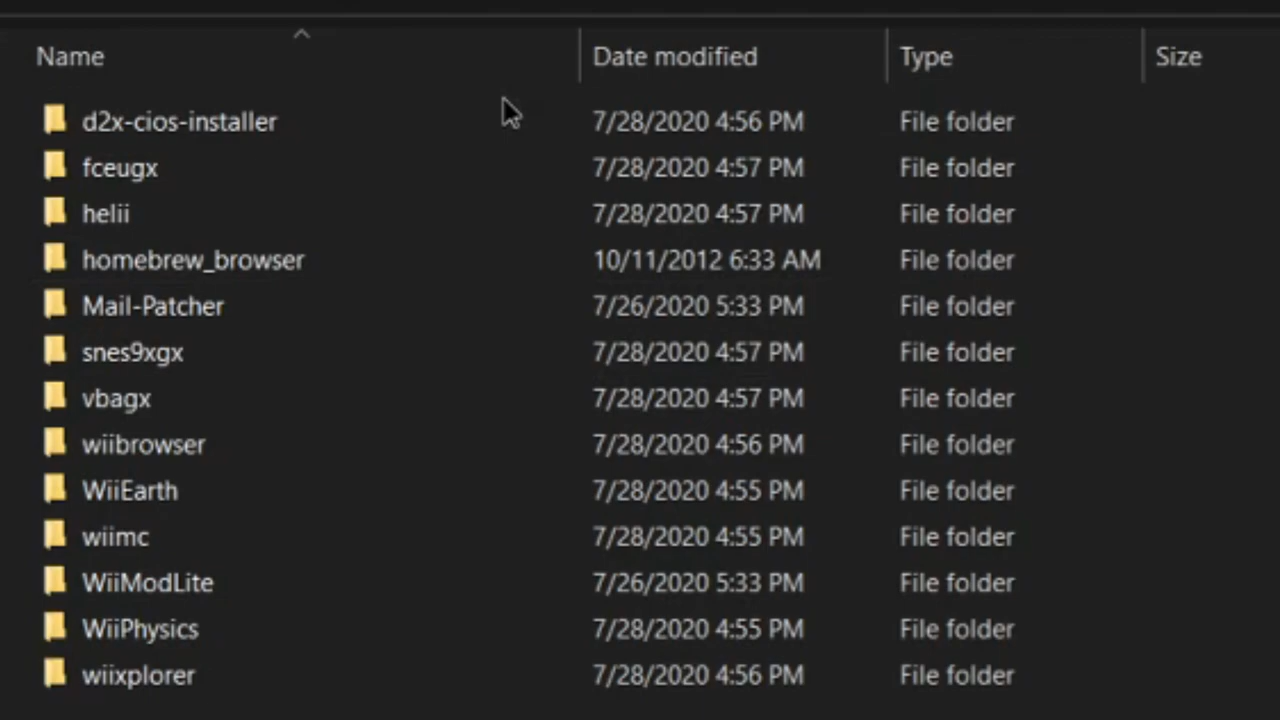 Name Date modified Type Size
d2x-cios-installer 7/28/2020 4:56 PM File folder
fceugx 7/28/2020 4:57 PM File folder
helii 7/28/2020 4:57 PM File folder
homebrew_browser 10/11/2012 6:33 AM File folder
Mail-Patcher 7/26/2020 5:33 PM File folder
snes9xgx 7/28/2020 4:57 PM File folder
vbagx 7/28/2020 4:57 PM File folder
wiibrowser 7/28/2020 4:56 PM File folder
WiiEarth 7/28/2020 4:55 PM File folder
wiimc 7/28/2020 4:55 PM File folder
WiiModLite 7/26/2020 5:33 PM File folder
WiiPhysics 7/28/2020 4:55 PM File folder
wiixplorer 7/28/2020 4:56 PM File folder